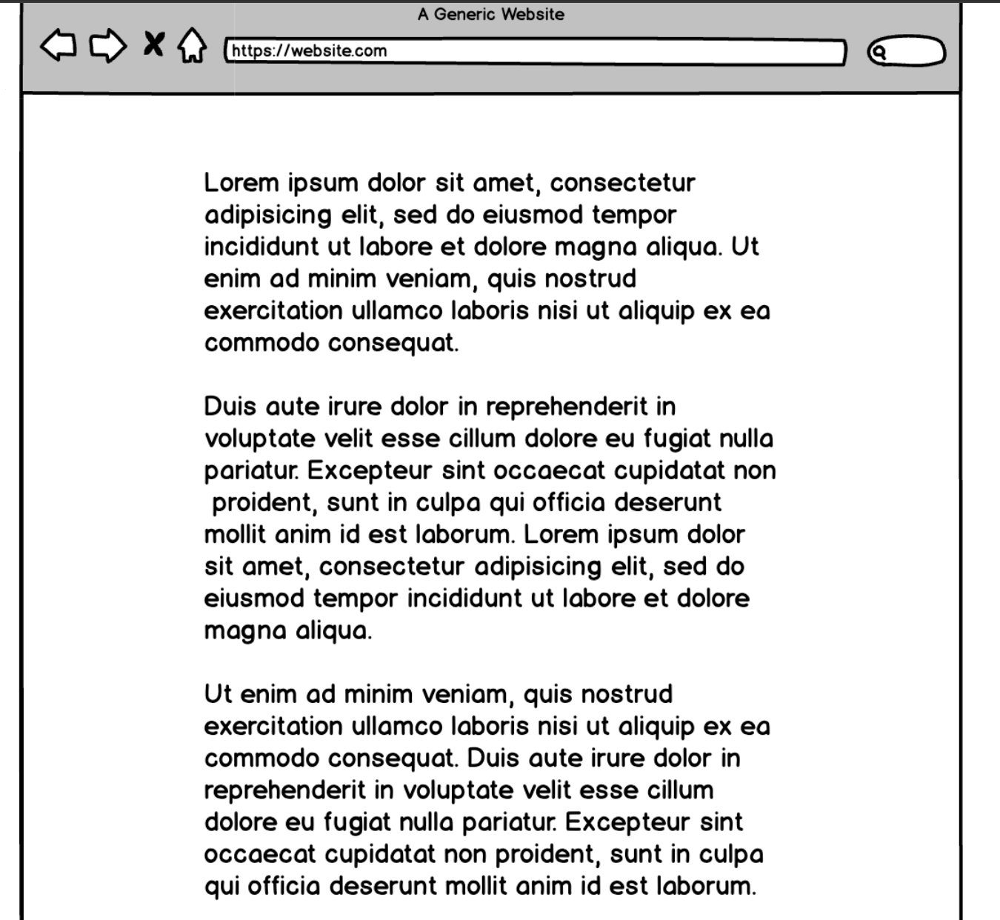 A Generic Website
https://website.com
Lorem ipsum dolor sit amet, consectetur
adipisicing elit, sed do eiusmod tempor
incididunt ut labore et dolore magna aliqua. Ut
enim ad minim veniam, quis nostrud
exercitation ullamco laboris nisi ut aliquip ex ea
commodo consequat.
Duis aute irure dolor in reprehenderit in
voluptate velit esse cillum dolore eu fugiat nulla
pariatur. Excepteur sint occaecat cupidatat non
proident, sunt in culpa qui officia deserunt
mollit anim id est laborum. Lorem ipsum dolor
sit amet, consectetur adipisicing elit, sed do
eiusmod tempor incididunt ut labore et dolore
magna aliqua.
Ut enim ad minim veniam, quis nostrud
exercitation ullamco laboris nisi ut aliquip ex ea
commodo consequat. Duis aute irure dolor in
reprehenderit in voluptate velit esse cillum
dolore eu fugiat nulla pariatur. Excepteur sint
occaecat cupidatat non proident, sunt in culpa
qui officia deserunt mollit anim id est laborum.